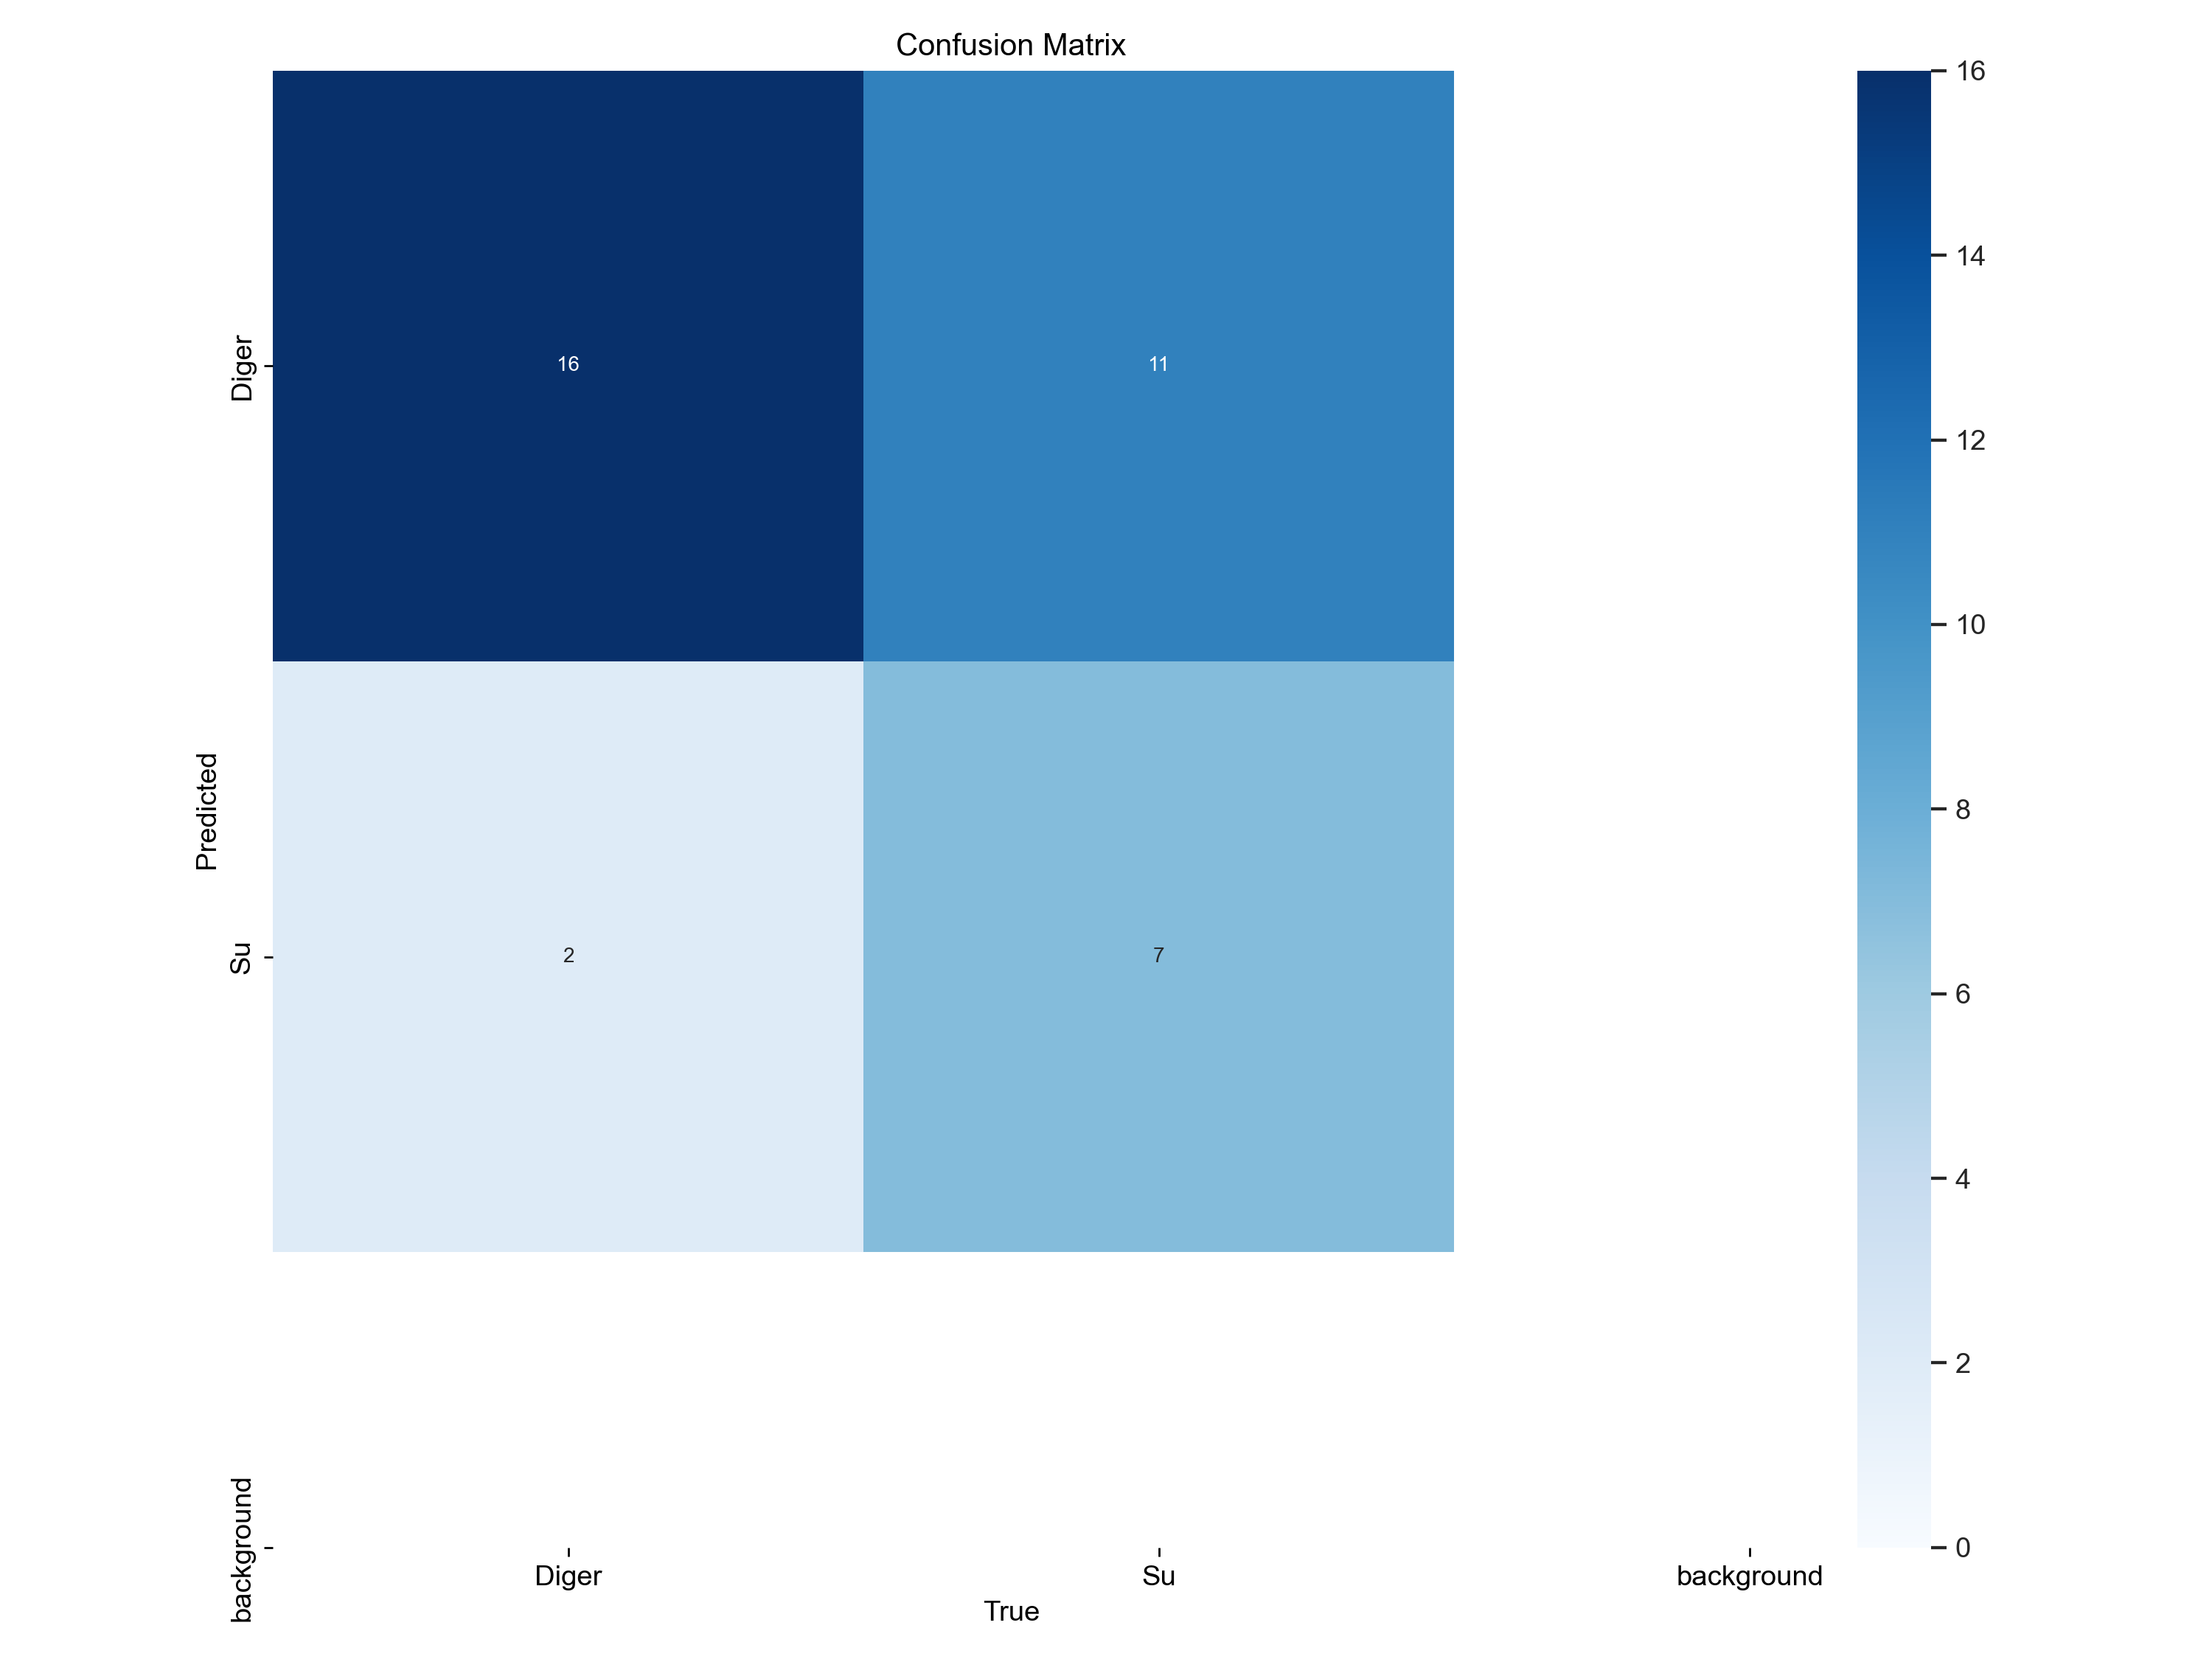 Confusion Matrix
Predicted
Diger
16
11
Su
2
7
background
Diger
Su
background
True
16
14
12
10
8
6
4
2
0